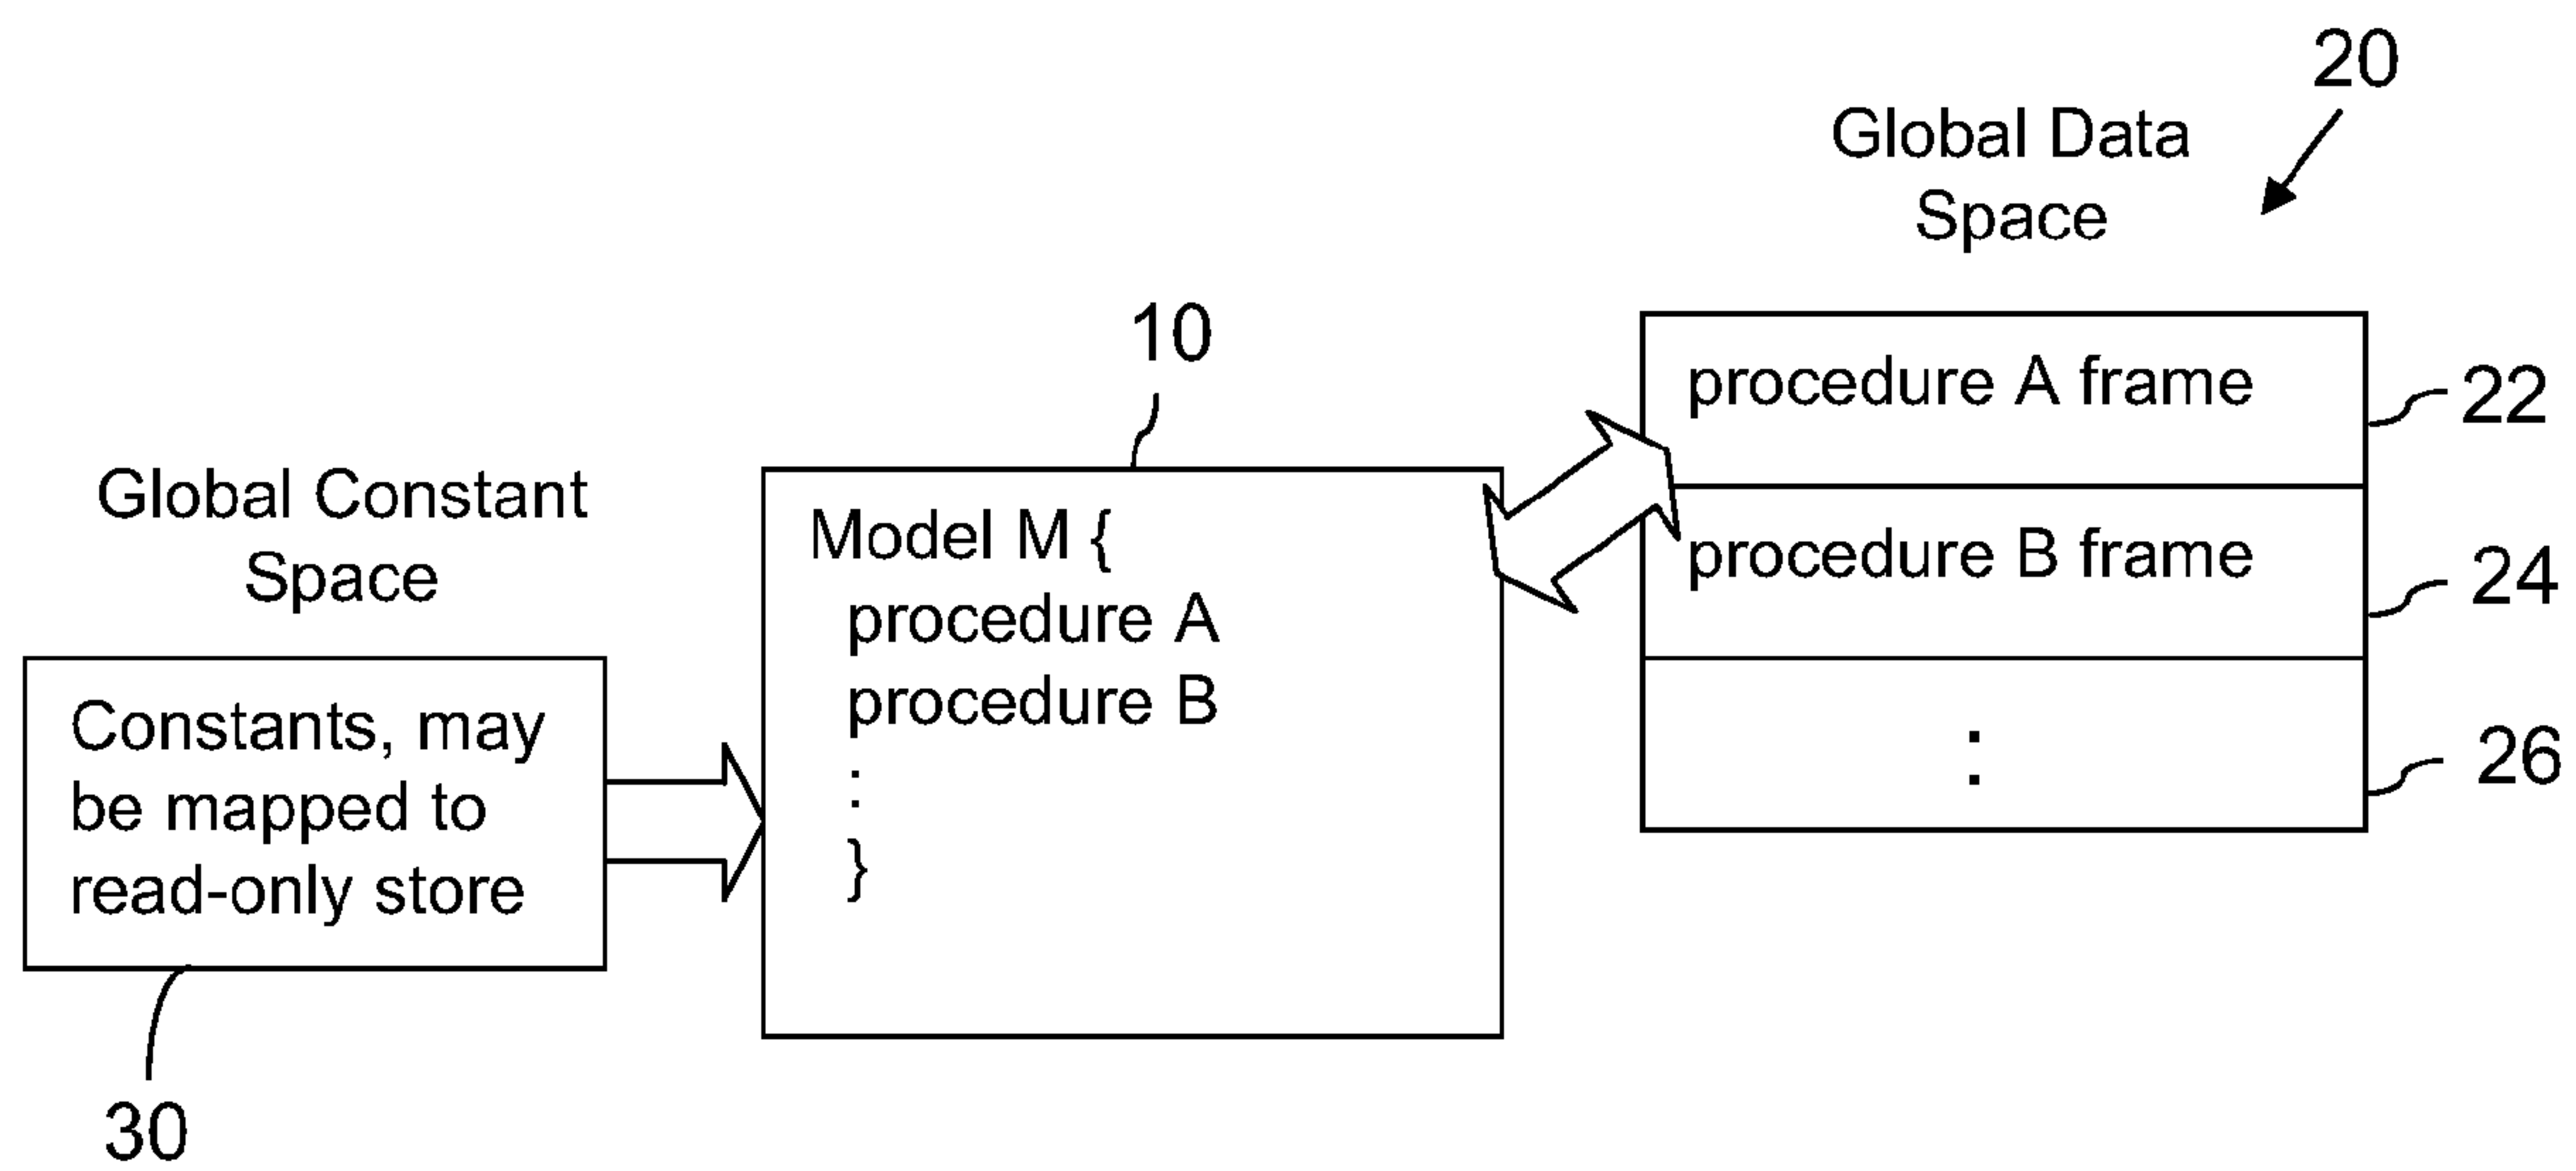 20
Global Data
Space
10
procedure A frame
22
Global Constant
Space
Model M {
procedure A
procedure B
:
}
procedure B frame
24
Constants, may
be mapped to
read-only store
:
26
30